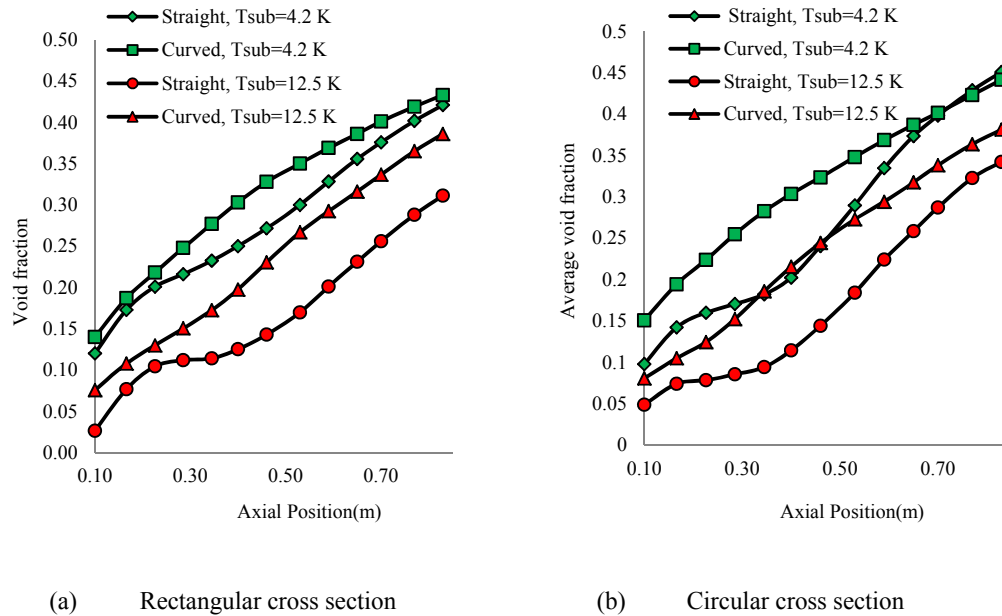 Straight, Tsub=4.2 K
Curved, Tsub=4.2 K
Straight, Tsub=12.5 K
Curved, Tsub=12.5 K
0.50
0.45
0.40
0.35
0.30
0.25
0.20
0.15
0.10
0.05
0.00
Void fraction
0.10 0.30 0.50 0.70
Axial Position(m)
(a) Rectangular cross section
Straight, Tsub=4.2 K
Curved, Tsub=4.2 K
Straight, Tsub=12.5 K
Curved, Tsub=12.5 K
0.5
0.45
0.4
0.35
0.3
0.25
0.2
0.15
0.1
0.05
0
Average void fraction
0.10 0.30 0.50 0.70
Axial Position(m)
(b) Circular cross section